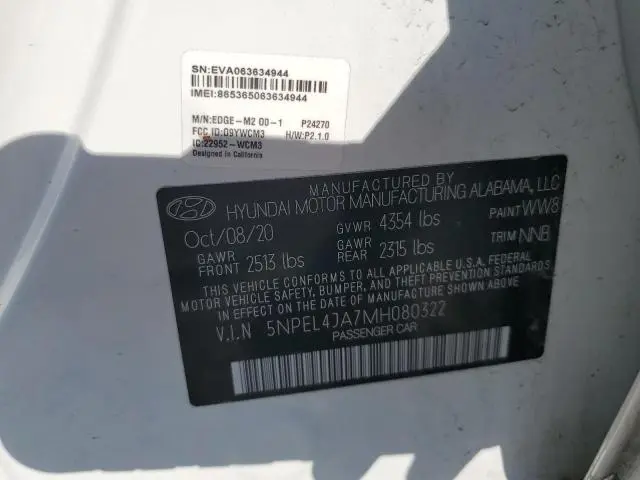 SN:EVA063634944
IMEI:865365063634944
M/N:EDGE-M2 00-1 P24270
FCC ID:O9YWCM3 H/W:P2.1.0
IC:22952-WCM3
Designed in California
MANUFACTURED BY
HYUNDAI MOTOR MANUFACTURING ALABAMA, LLC
Oct/08/20 GVWR 4354 lbs PAINT WW8
GAWR FRONT 2513 lbs GAWR REAR 2315 lbs TRIM NNB
THIS VEHICLE CONFORMS TO ALL APPLICABLE U.S.A. FEDERAL
MOTOR VEHICLE SAFETY, BUMPER, AND THEFT PREVENTION STANDARDS
IN EFFECT ON THE DATE OF MANUFACTURE SHOWN ABOVE.
V.I.N 5NPEL4JA7MH080322
PASSENGER CAR